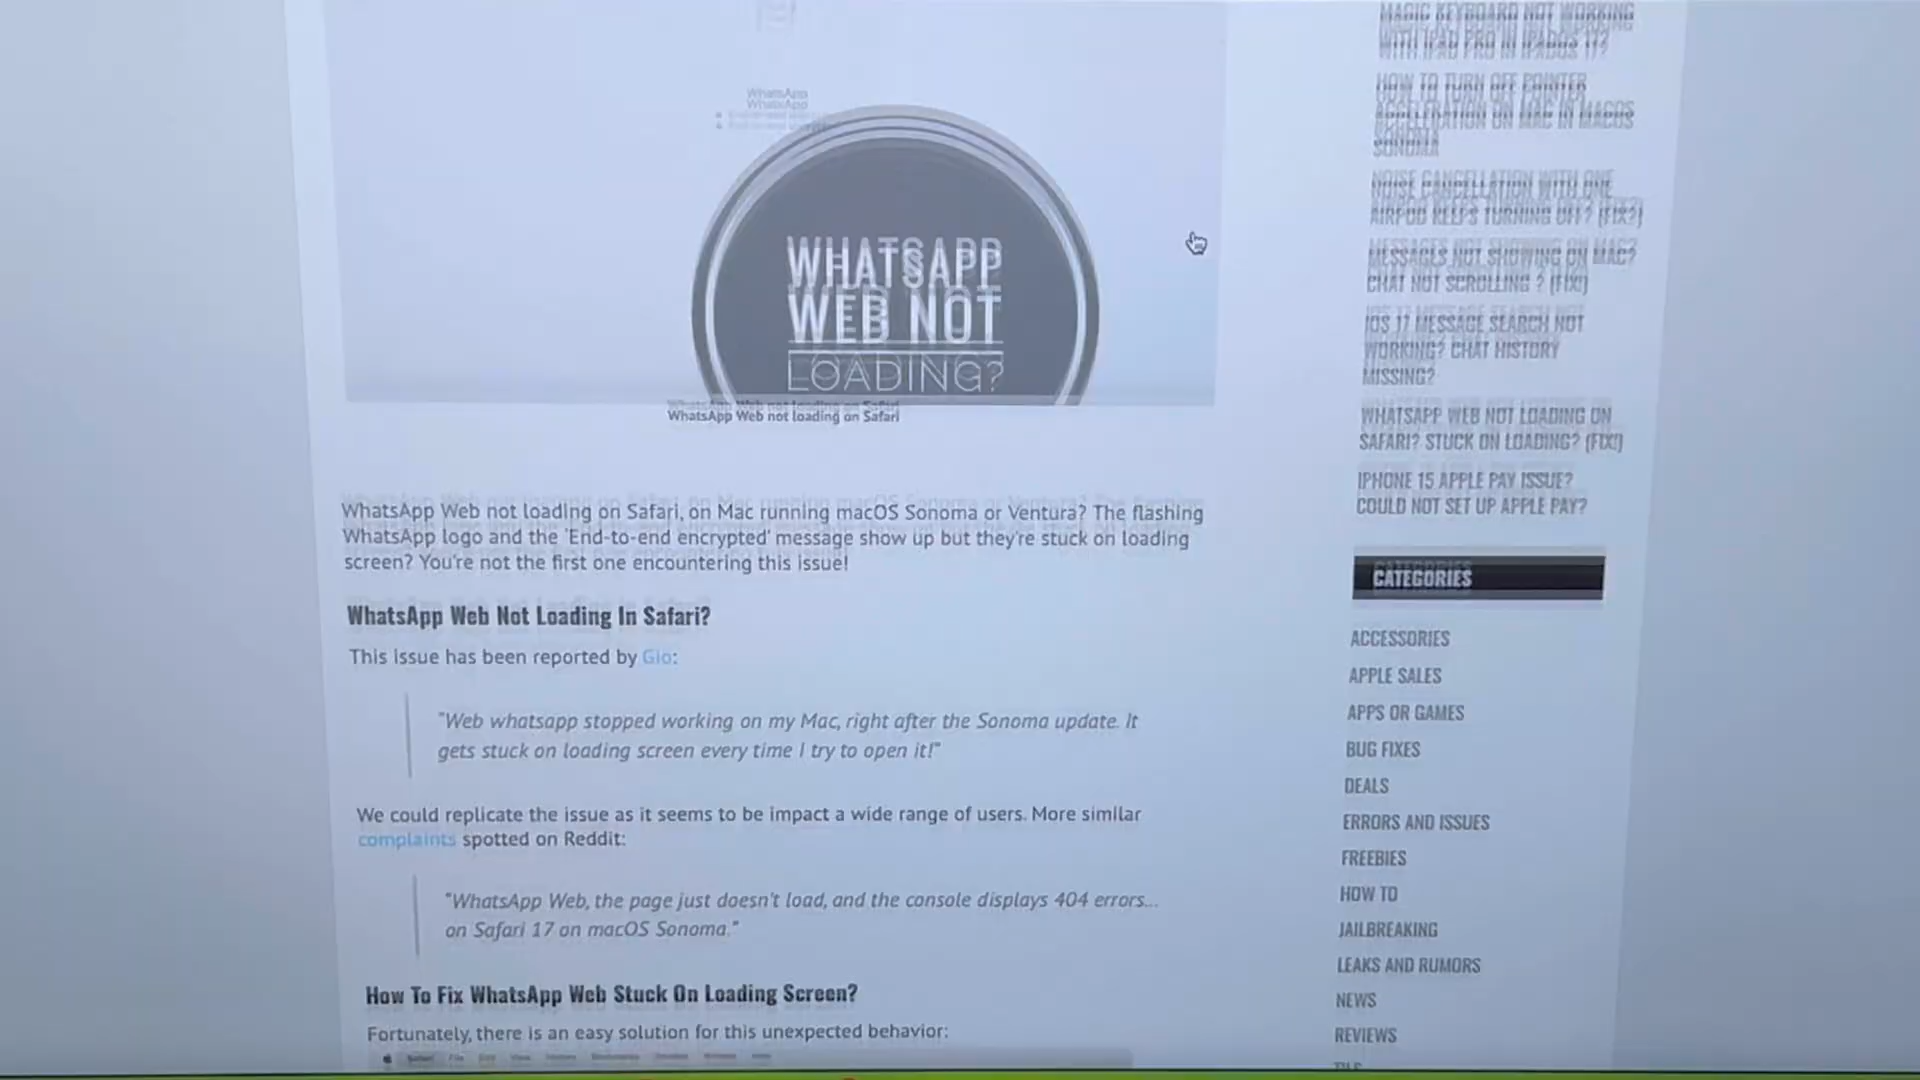 WhatsApp
WhatsApp
WHATSAPP
WEB NOT
LOADING?
WhatsApp Web not loading on Safari
WhatsApp Web not loading on Safari, on Mac running macOS Sonoma or Ventura? The flashing
WhatsApp logo and the 'End-to-end encrypted' message show up but they're stuck on loading
screen? You're not the first one encountering this issue!
WhatsApp Web Not Loading In Safari?
This issue has been reported by Gio:
"Web whatsapp stopped working on my Mac, right after the Sonoma update. It
gets stuck on loading screen every time I try to open it!"
We could replicate the issue as it seems to be impact a wide range of users. More similar
complaints spotted on Reddit:
"WhatsApp Web, the page just doesn't load, and the console displays 404 errors...
on Safari 17 on macOS Sonoma."
How To Fix WhatsApp Web Stuck On Loading Screen?
Fortunately, there is an easy solution for this unexpected behavior:
MAGIC KEYBOARD NOT WORKING
WITH IPAD PRO IN IPADOS 17?
HOW TO TURN OFF POINTER
ACCELERATION ON MAC IN MACOS
SONOMA
NOISE CANCELLATION WITH ONE
AIRPOD KEEPS TURNING OFF? (FIX?)
MESSAGES NOT SHOWING ON MAC?
CHAT NOT SCROLLING ? (FIX!)
IOS 17 MESSAGE SEARCH NOT
WORKING? CHAT HISTORY
MISSING?
WHATSAPP WEB NOT LOADING ON
SAFARI? STUCK ON LOADING? (FIX!)
IPHONE 15 APPLE PAY ISSUE?
COULD NOT SET UP APPLE PAY?
CATEGORIES
ACCESSORIES
APPLE SALES
APPS OR GAMES
BUG FIXES
DEALS
ERRORS AND ISSUES
FREEBIES
HOW TO
JAILBREAKING
LEAKS AND RUMORS
NEWS
REVIEWS